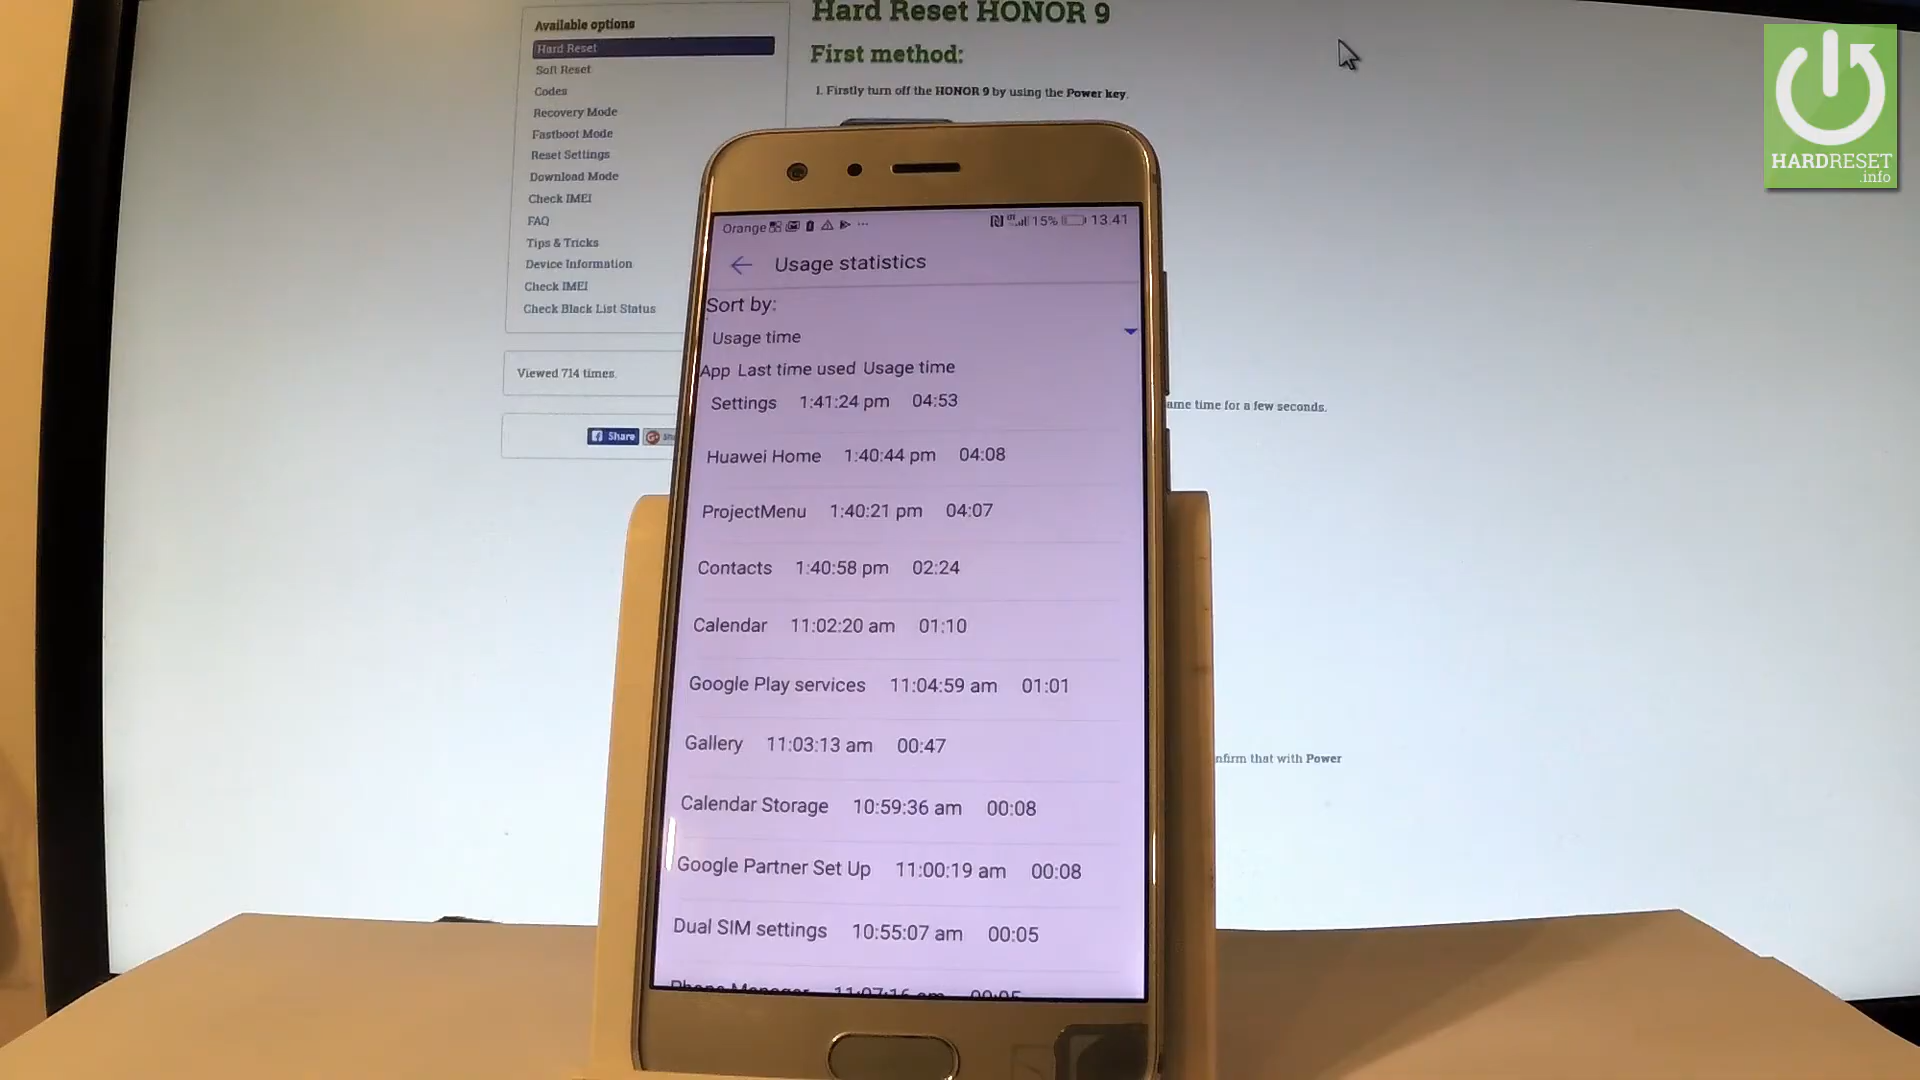 Available options
Hard Reset
Soft Reset
Codes
Recovery Mode
Fastboot Mode
Reset Settings
Download Mode
Check IMEI
FAQ
Tips & Tricks
Device Information
Check IMEI
Check Black List Status
Viewed 714 times.
Share
Hard Reset HONOR 9
First method:
1. Firstly turn off the HONOR 9 by using the Power key.
ame time for a few seconds.
nfirm that with Power
HARDRESET
.info
Orange 15% 13.41
Usage statistics
Sort by:
Usage time
App Last time used Usage time
Settings 1:41:24 pm 04:53
Huawei Home 1:40:44 pm 04:08
ProjectMenu 1:40:21 pm 04:07
Contacts 1:40:58 pm 02:24
Calendar 11:02:20 am 01:10
Google Play services 11:04:59 am 01:01
Gallery 11:03:13 am 00:47
Calendar Storage 10:59:36 am 00:08
Google Partner Set Up 11:00:19 am 00:08
Dual SIM settings 10:55:07 am 00:05
Phone Manager 11:07:16 am 00:05